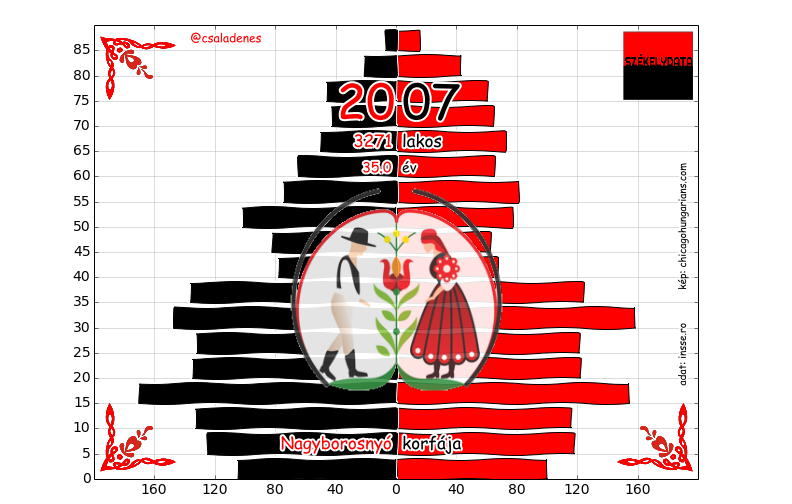 @csaladenes
SZÉKELYDATA
2007
3271 lakos
35.0 év
kép: chicagohungarians.com
adat: insse.ro
Nagyborosnyó korfája
85
80
75
70
65
60
55
50
45
40
35
30
25
20
15
10
5
0
160 120 80 40 0 40 80 120 160